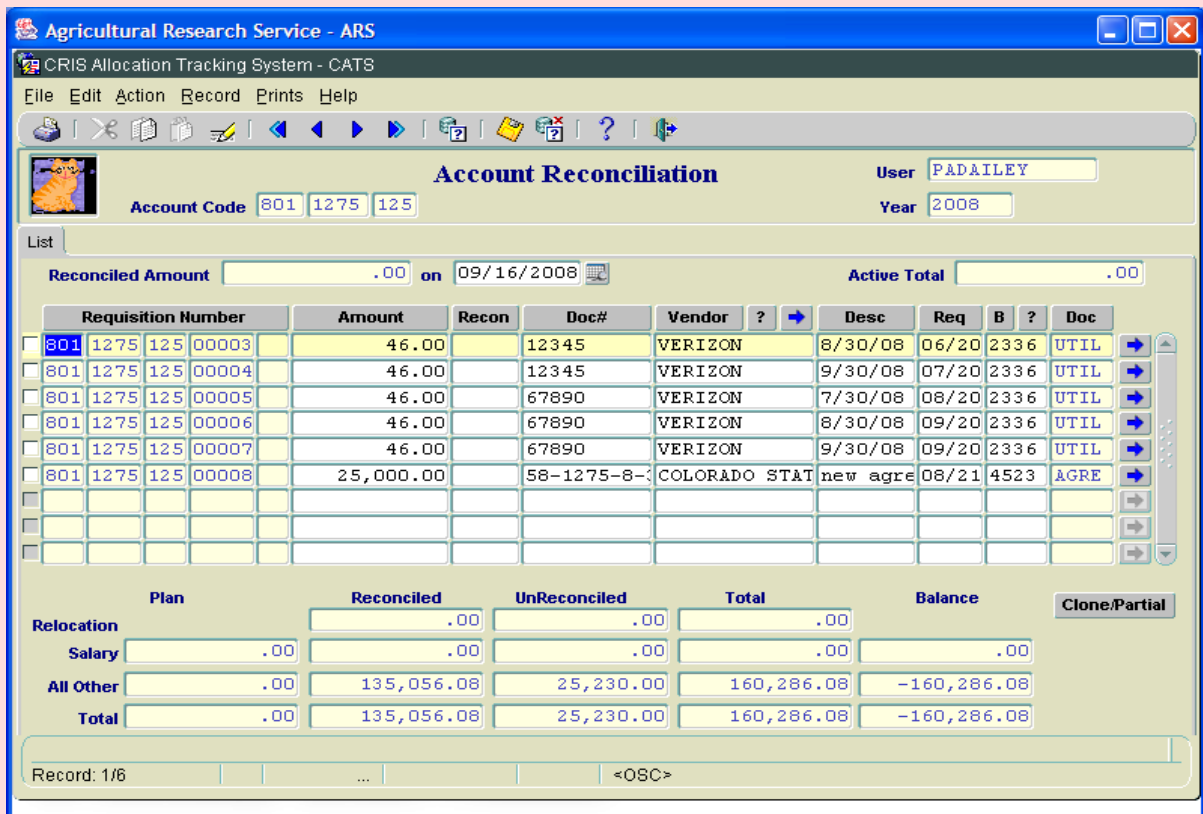 Agricultural Research Service - ARS
CRIS Allocation Tracking System - CATS
File Edit Action Record Prints Help
Account Reconciliation User PADAILEY
Account Code 801 1275 125 Year 2008
List
Reconciled Amount .00 on 09/16/2008 Active Total .00
Requisition Number Amount Recon Doc# Vendor ? Desc Req B ? Doc
801 1275 125 00003 46.00 12345 VERIZON 8/30/08 06/20 2336 UTIL
801 1275 125 00004 46.00 12345 VERIZON 9/30/08 07/20 2336 UTIL
801 1275 125 00005 46.00 67890 VERIZON 7/30/08 08/20 2336 UTIL
801 1275 125 00006 46.00 67890 VERIZON 8/30/08 09/20 2336 UTIL
801 1275 125 00007 46.00 67890 VERIZON 9/30/08 09/20 2336 UTIL
801 1275 125 00008 25,000.00 58-1275-8- COLORADO STAT new agre 08/21 4523 AGRE
Plan Reconciled UnReconciled Total Balance Clone/Partial
Relocation .00 .00 .00
Salary .00 .00 .00 .00 .00
All Other .00 135,056.08 25,230.00 160,286.08 -160,286.08
Total .00 135,056.08 25,230.00 160,286.08 -160,286.08
Record: 1/6 ... <OSC>